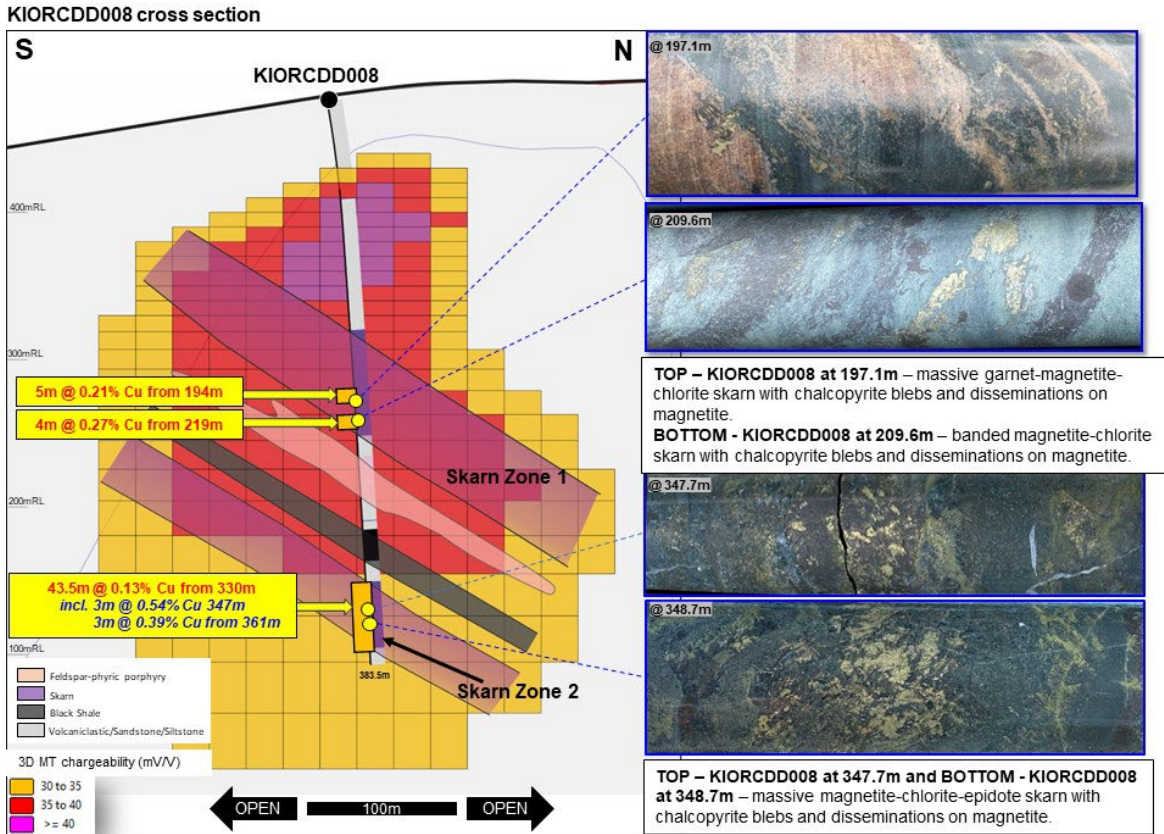 KIORCDD008 cross section
S
N
KIORCDD008
400mRL
300mRL
200mRL
100mRL
5m @ 0.21% Cu from 194m
4m @ 0.27% Cu from 219m
43.5m @ 0.13% Cu from 330m
incl. 3m @ 0.54% Cu 347m
3m @ 0.39% Cu from 361m
Skarn Zone 1
Skarn Zone 2
383.5m
Feldspar-phyric porphyry
Skarn
Black Shale
Volcaniclastic/Sandstone/Siltstone
3D MT chargeability (mV/V)
30 to 35
35 to 40
>= 40
OPEN
100m
OPEN
@ 197.1m
@ 209.6m
TOP – KIORCDD008 at 197.1m – massive garnet-magnetite-
chlorite skarn with chalcopyrite blebs and disseminations on
magnetite.
BOTTOM - KIORCDD008 at 209.6m – banded magnetite-chlorite
skarn with chalcopyrite blebs and disseminations on magnetite.
@ 347.7m
@ 348.7m
TOP – KIORCDD008 at 347.7m and BOTTOM - KIORCDD008
at 348.7m – massive magnetite-chlorite-epidote skarn with
chalcopyrite blebs and disseminations on magnetite.